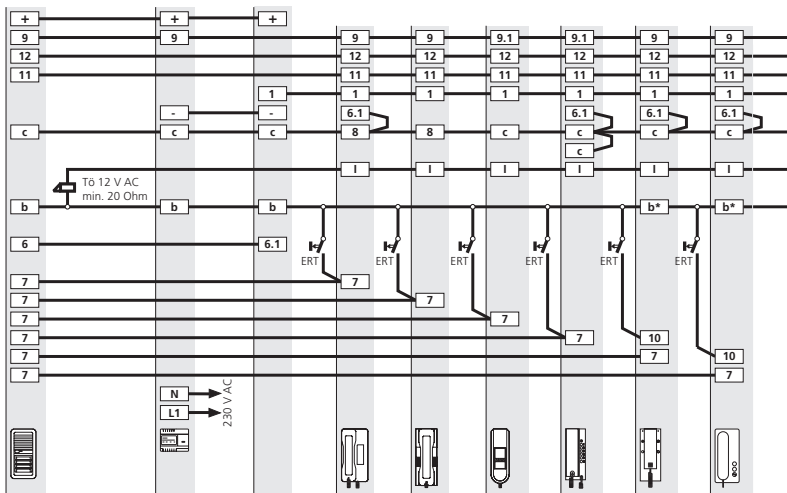 + + +
9 9 9 9 9.1 9.1 9 9
12 12 12 12 12 12 12
11 11 11 11 11 11 11
1 1 1 1 1 1 1
- - 6.1 6.1 6.1 6.1
c c c 8 8 c c c c
c
Tö 12 V AC
min. 20 Ohm
I I I I I I
b b b b* b*
6 6.1
ERT ERT ERT ERT ERT ERT
7 7
7 7
7 7
7 7 10
7 7 10
7 7
N
L1
230 V AC